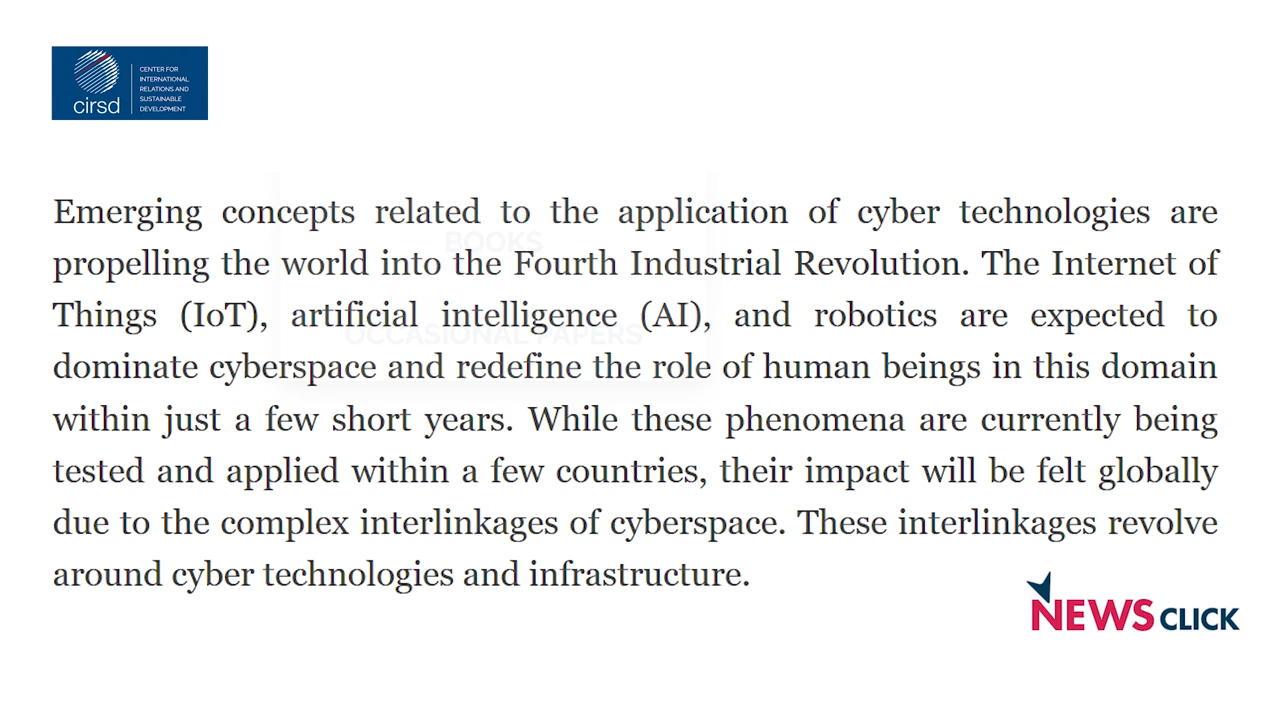 cirsd
CENTER FOR
INTERNATIONAL
RELATIONS AND
SUSTAINABLE
DEVELOPMENT
Emerging concepts related to the application of cyber technologies are
BOOKS
propelling the world into the Fourth Industrial Revolution. The Internet of
Things (IoT), artificial intelligence (AI), and robotics are expected to
OCCASIONAL PAPERS
dominate cyberspace and redefine the role of human beings in this domain
within just a few short years. While these phenomena are currently being
tested and applied within a few countries, their impact will be felt globally
due to the complex interlinkages of cyberspace. These interlinkages revolve
around cyber technologies and infrastructure.
NEWS CLICK